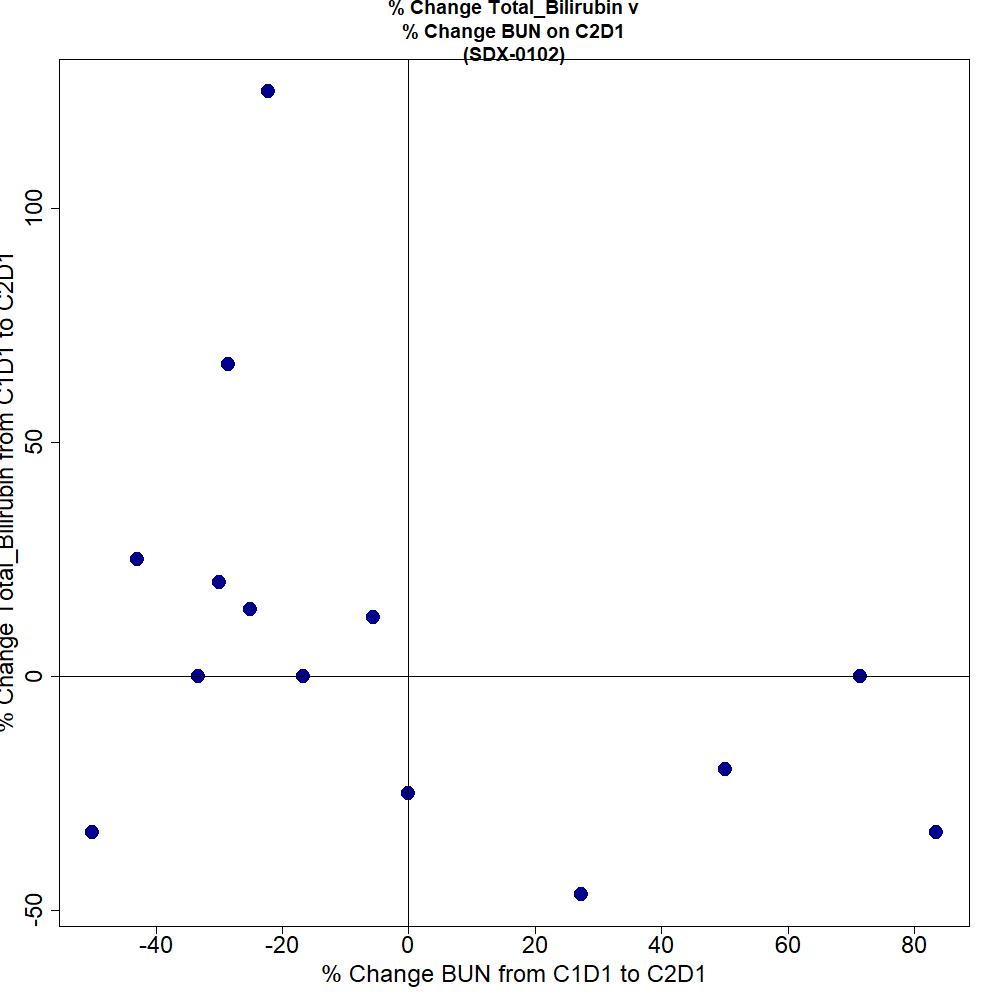 % Change Total_Bilirubin v
% Change BUN on C2D1
(SDX-0102)
% Change Total_Bilirubin from C1D1 to C2D1
100
50
0
-50
-40
-20
0
20
40
60
80
% Change BUN from C1D1 to C2D1